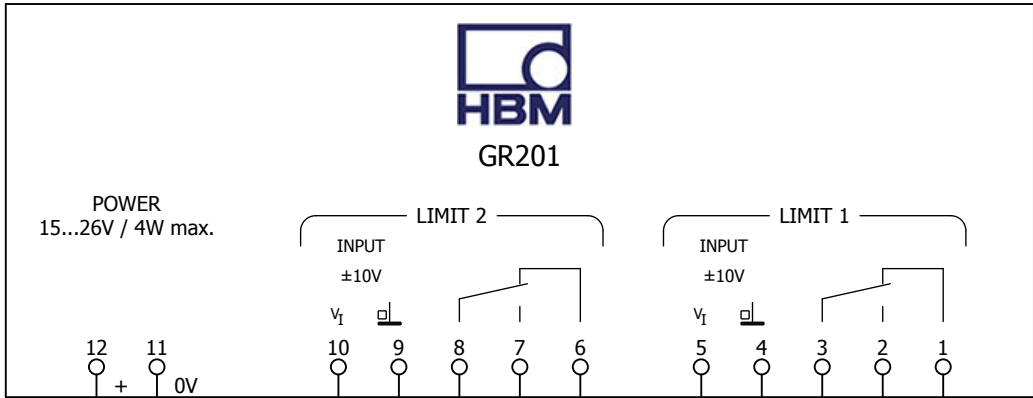 HBM
GR201
POWER
15...26V / 4W max.
LIMIT 2
LIMIT 1
INPUT
INPUT
±10V
±10V
VI
VI
12 11 10 9 8 7 6 5 4 3 2 1
+ 0V